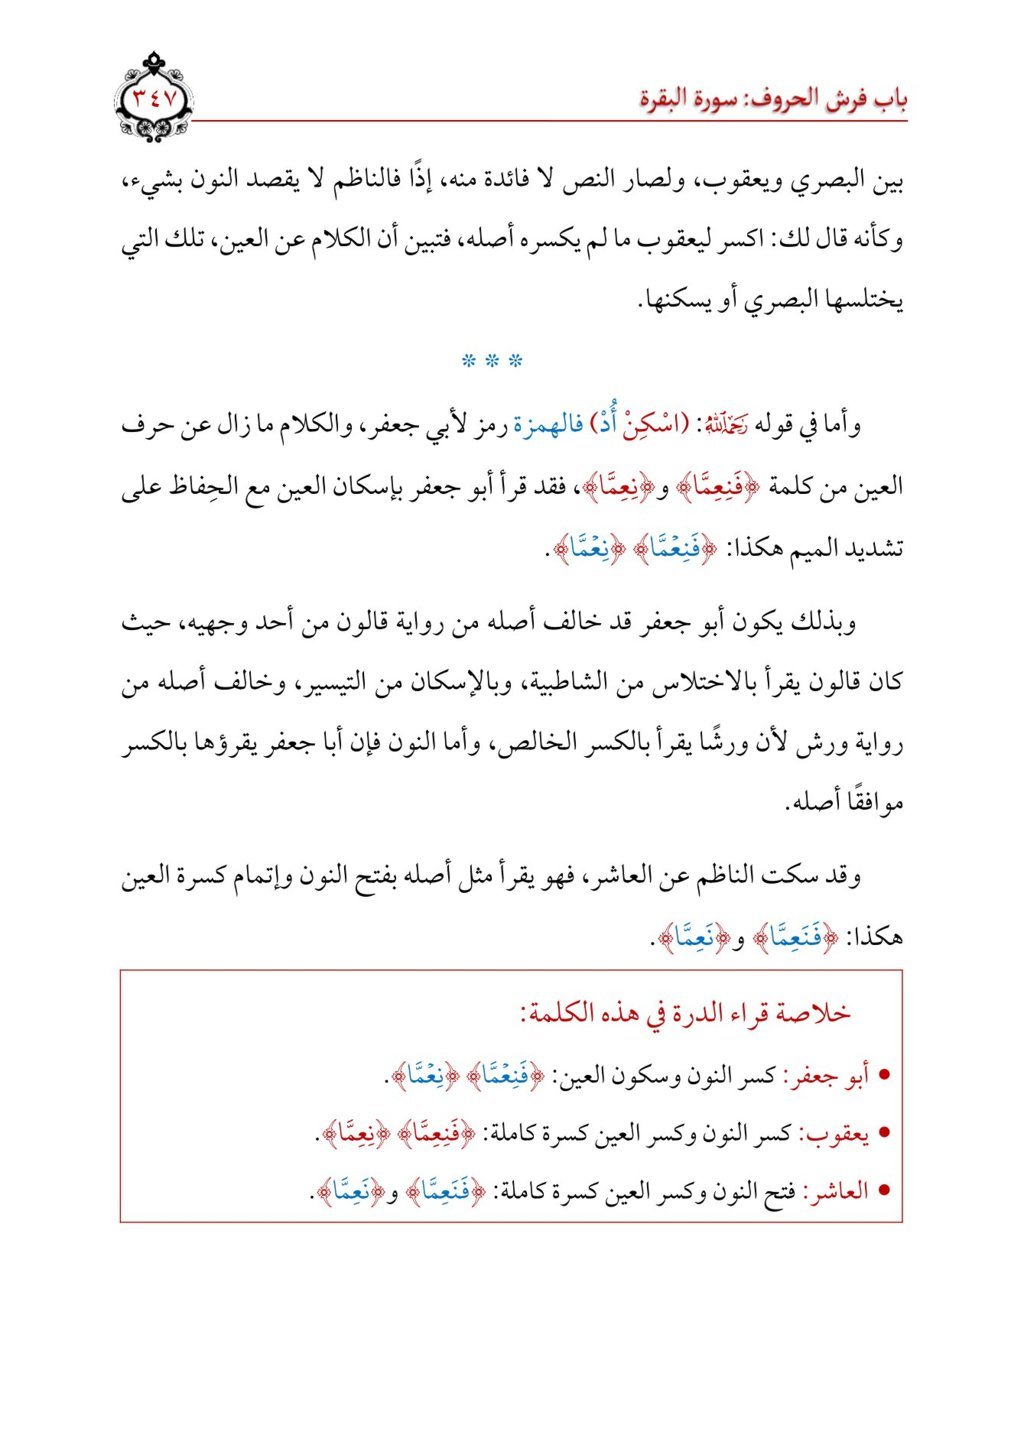 باب فرش الحروف: سورة البقرة
٣٤٧
بين البصري ويعقوب، ولصار النص لا فائدة منه، إذًا فالناظم لا يقصد النون بشيء،
وكأنه قال لك: اكسر ليعقوب ما لم يكسره أصله، فتبين أن الكلام عن العين، تلك التي
يختلسها البصري أو يسكنها.
* * *
وأما في قوله رَحِمَهُ اللَّهُ: (اسْكِنْ أُدْ) فالهمزة رمز لأبي جعفر، والكلام ما زال عن حرف
العين من كلمة ﴿فَنِعِمَّا﴾ و﴿نِعِمَّا﴾، فقد قرأ أبو جعفر بإسكان العين مع الحِفاظ على
تشديد الميم هكذا: ﴿فَنِعۡمَّا﴾ ﴿نِعۡمَّا﴾.
وبذلك يكون أبو جعفر قد خالف أصله من رواية قالون من أحد وجهيه، حيث
كان قالون يقرأ بالاختلاس من الشاطبية، وبالإسكان من التيسير، وخالف أصله من
رواية ورش لأن ورشًا يقرأ بالكسر الخالص، وأما النون فإن أبا جعفر يقرؤها بالكسر
موافقًا أصله.
وقد سكت الناظم عن العاشر، فهو يقرأ مثل أصله بفتح النون وإتمام كسرة العين
هكذا: ﴿فَنَعِمَّا﴾ و﴿نَعِمَّا﴾.
خلاصة قراء الدرة في هذه الكلمة:
• أبو جعفر: كسر النون وسكون العين: ﴿فَنِعۡمَّا﴾ ﴿نِعۡمَّا﴾.
• يعقوب: كسر النون وكسر العين كسرة كاملة: ﴿فَنِعِمَّا﴾ ﴿نِعِمَّا﴾.
• العاشر: فتح النون وكسر العين كسرة كاملة: ﴿فَنَعِمَّا﴾ و﴿نَعِمَّا﴾.